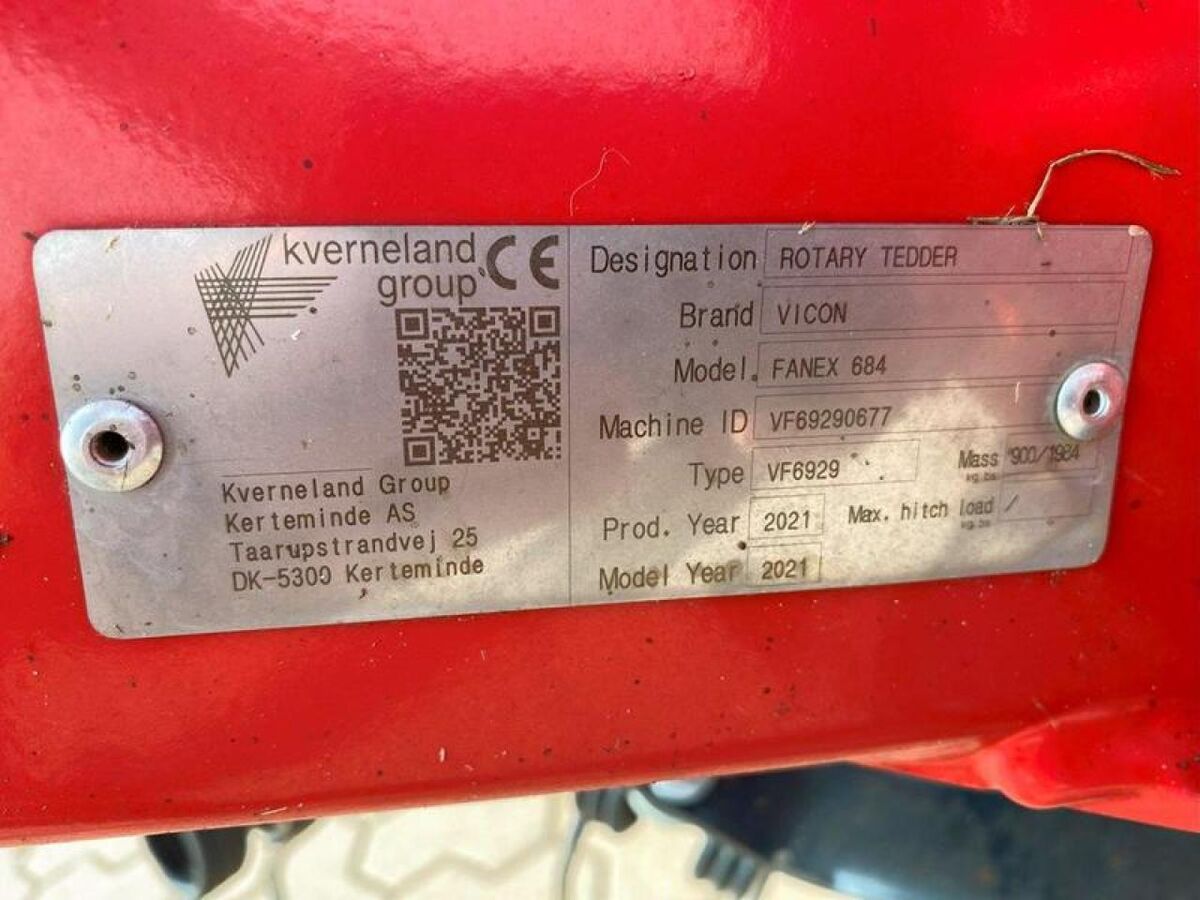 kverneland
group
CE
Kverneland Group
Kerteminde AS
Taarupstrandvej 25
DK-5300 Kerteminde
Designation ROTARY TEDDER
Brand VICON
Model. FANEX 684
Machine ID VF69290677
Type VF6929 Mass 900/1984
kg.lbs
Prod. Year 2021 Max. hitch load /
kg.lbs
Model Year 2021